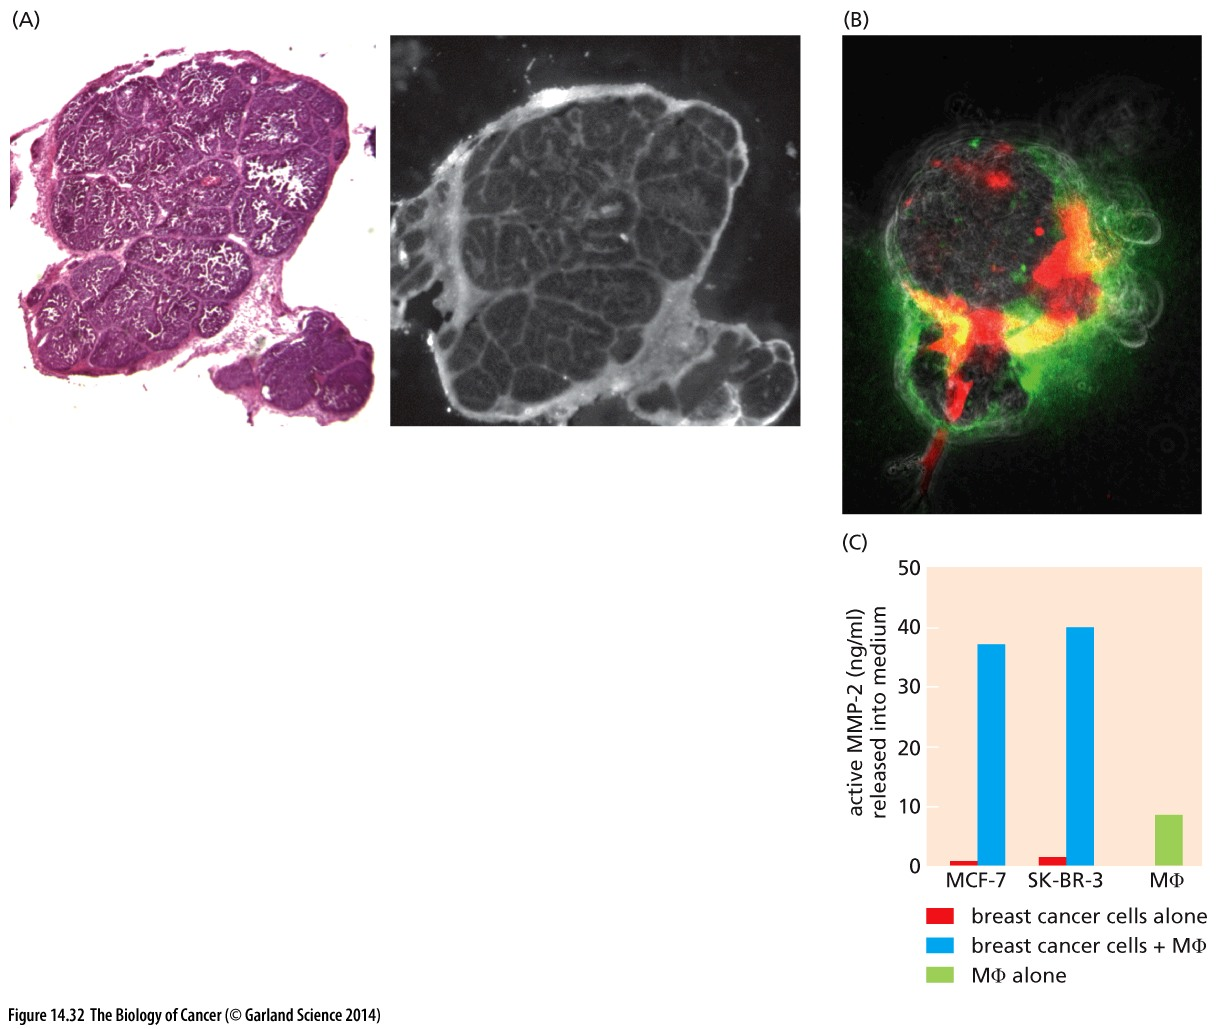 (A)
(B)
(C)
50
40
30
20
10
0
active MMP-2 (ng/ml)
released into medium
MCF-7 SK-BR-3 MΦ
breast cancer cells alone
breast cancer cells + MΦ
MΦ alone
Figure 14.32 The Biology of Cancer (© Garland Science 2014)